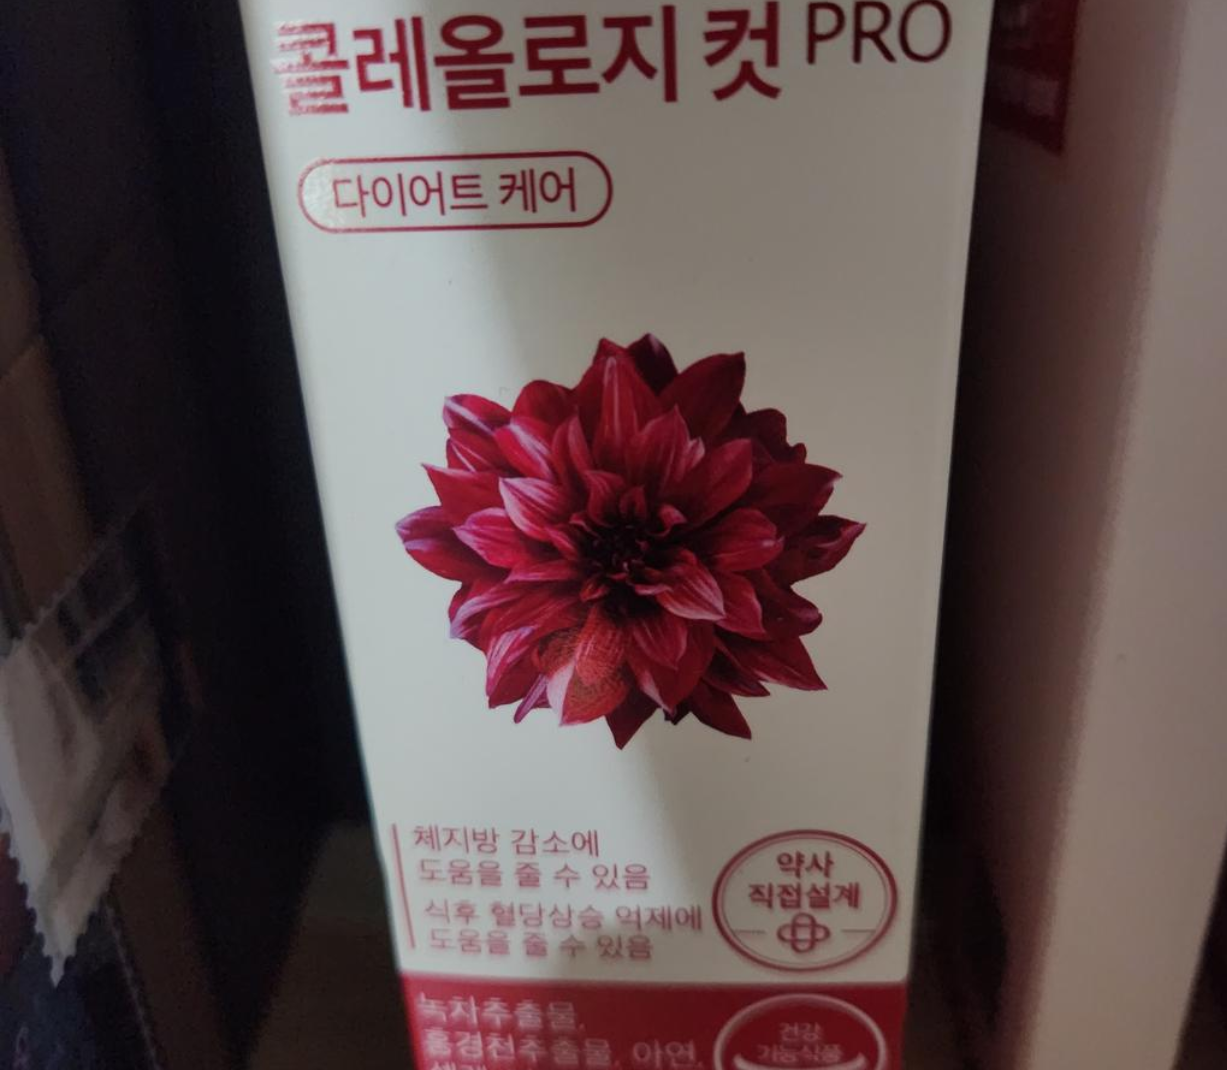 콜레올로지 컷 PRO
다이어트 케어
체지방 감소에
도움을 줄 수 있음
식후 혈당상승 억제에
도움을 줄 수 있음
약사
직접설계
녹차추출물,
홍경천추출물, 아연,
건강
기능식품